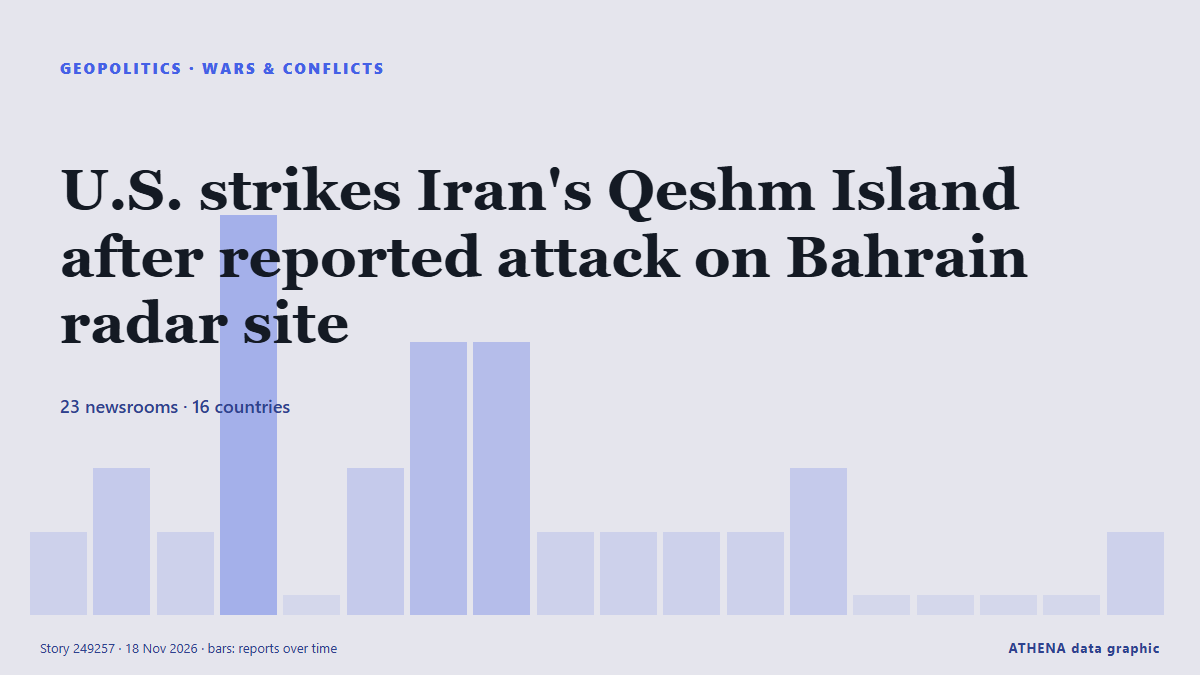 GEOPOLITICS · WARS & CONFLICTS
U.S. strikes Iran's Qeshm Island
after reported attack on Bahrain
radar site
23 newsrooms · 16 countries
Story 249257 · 18 Nov 2026 · bars: reports over time
ATHENA data graphic